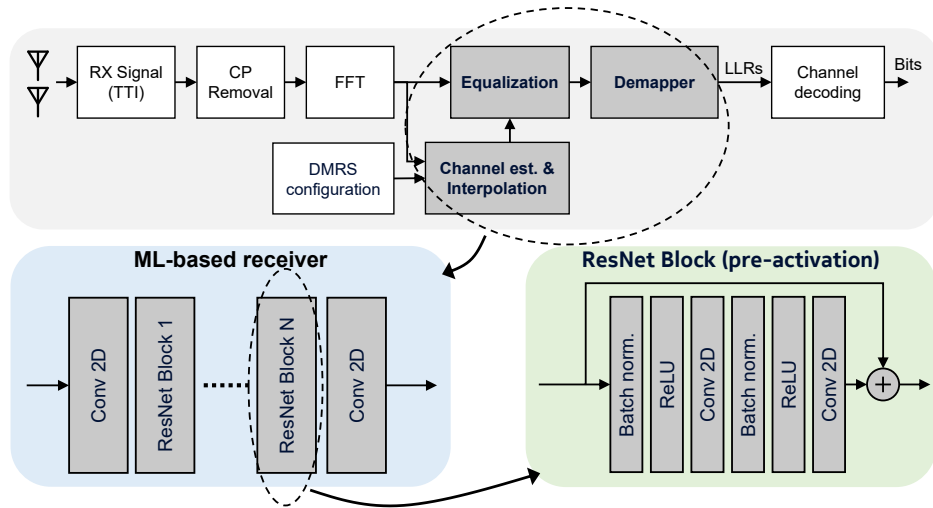 RX Signal
(TTI)
CP
Removal
FFT
Equalization
Demapper
LLRs
Channel
decoding
Bits
DMRS
configuration
Channel est. &
Interpolation
ML-based receiver
Conv 2D
ResNet Block 1
ResNet Block N
Conv 2D
ResNet Block (pre-activation)
Batch norm.
ReLU
Conv 2D
Batch norm.
ReLU
Conv 2D
+